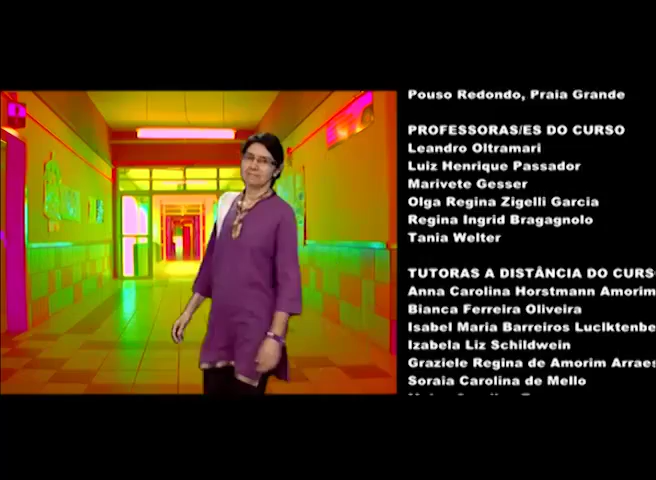 Pouso Redondo, Praia Grande
PROFESSORAS/ES DO CURSO
Leandro Oltramari
Luiz Henrique Passador
Marivete Gesser
Olga Regina Zigelli Garcia
Regina Ingrid Bragagnolo
Tania Welter
TUTORAS A DISTÂNCIA DO CURS
Anna Carolina Horstmann Amorim
Bianca Ferreira Oliveira
Isabel Maria Barreiros Luclktenbe
Izabela Liz Schildwein
Graziele Regina de Amorim Arraes
Soraia Carolina de Mello